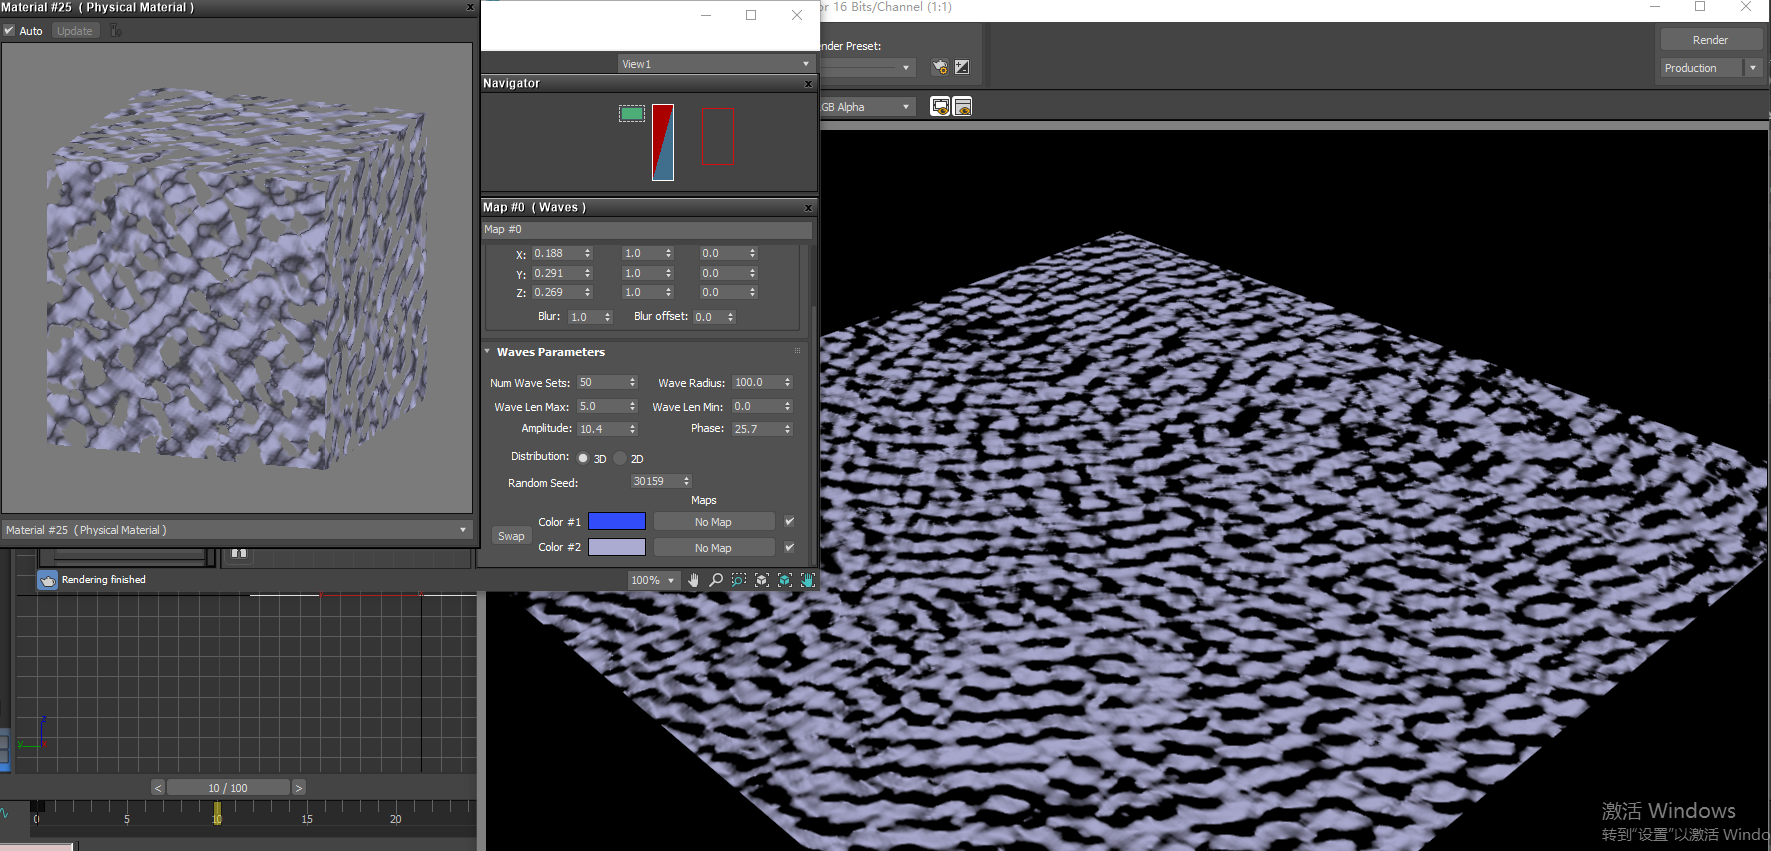 Material #25  ( Physical Material )
Auto
Update
or 16 Bits/Channel (1:1)
View1
Navigator
nder Preset:
Render
Production
GB Alpha
Map #0  ( Waves )
Map #0
X: 0.188 1.0 0.0
Y: 0.291 1.0 0.0
Z: 0.269 1.0 0.0
Blur: 1.0 Blur offset: 0.0
Waves Parameters
Num Wave Sets: 50 Wave Radius: 100.0
Wave Len Max: 5.0 Wave Len Min: 0.0
Amplitude: 10.4 Phase: 25.7
Distribution: 3D 2D
Random Seed: 30159
Maps
Color #1 No Map
Swap
Color #2 No Map
Material #25  ( Physical Material )
Rendering finished
100%
z
y
x
< 10 / 100 >
0 5 10 15 20
激活 Windows
转到“设置”以激活 Windo